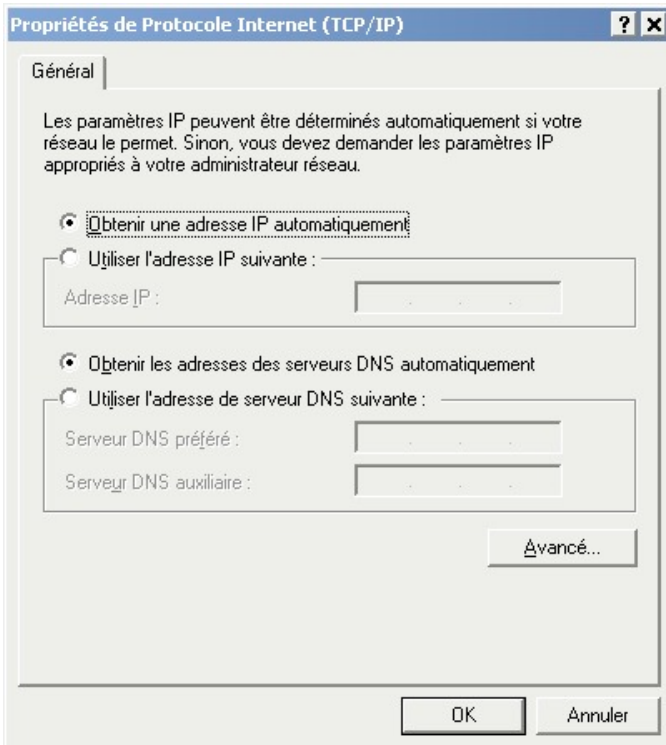 Propriétés de Protocole Internet (TCP/IP)
Général
Les paramètres IP peuvent être déterminés automatiquement si votre
réseau le permet. Sinon, vous devez demander les paramètres IP
appropriés à votre administrateur réseau.
Obtenir une adresse IP automatiquement
Utiliser l'adresse IP suivante :
Adresse IP :
Obtenir les adresses des serveurs DNS automatiquement
Utiliser l'adresse de serveur DNS suivante :
Serveur DNS préféré :
Serveur DNS auxiliaire :
Avancé...
OK Annuler